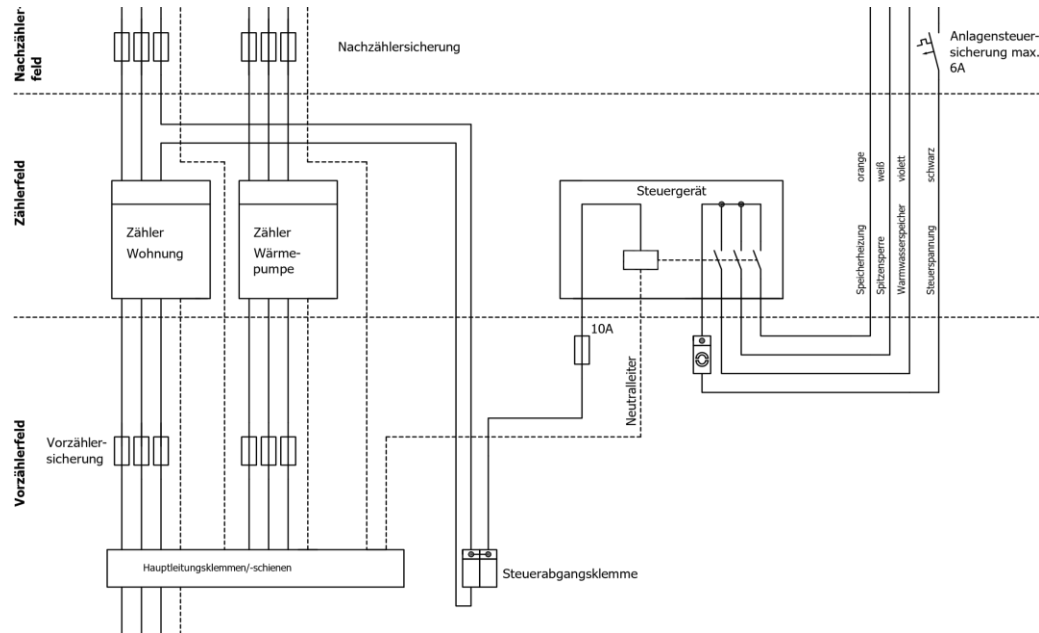 Nachzähler-
feld
Nachzählersicherung
Anlagensteuer-
sicherung max.
6A
Zählerfeld
Zähler
Wohnung
Zähler
Wärme-
pumpe
Steuergerät
Speicherheizung orange
Spitzensperre weiß
Warmwasserspeicher violett
Steuerspannung schwarz
10A
Neutralleiter
Vorzählerfeld
Vorzähler-
sicherung
Hauptleitungsklemmen/-schienen
Steuerabgangsklemme